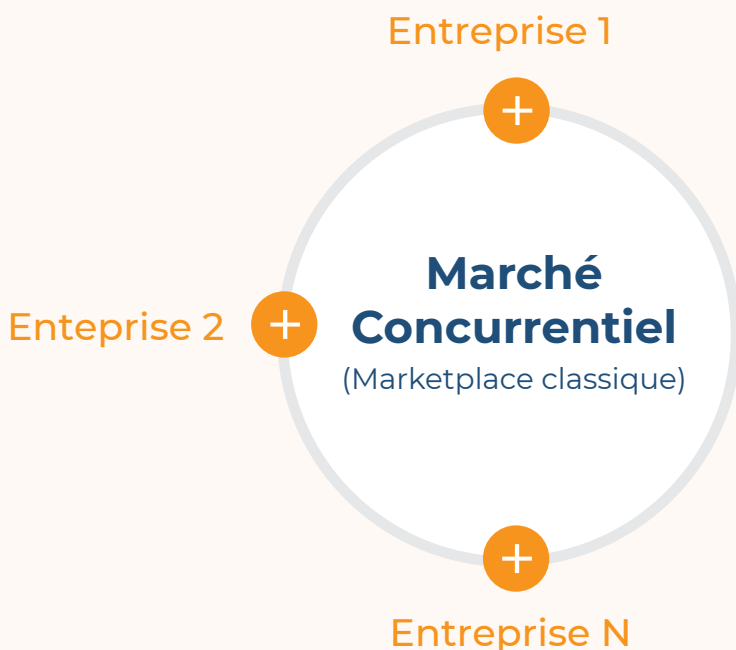 Entreprise 1
Marché
Concurrentiel
(Marketplace classique)
Enteprise 2
Entreprise N